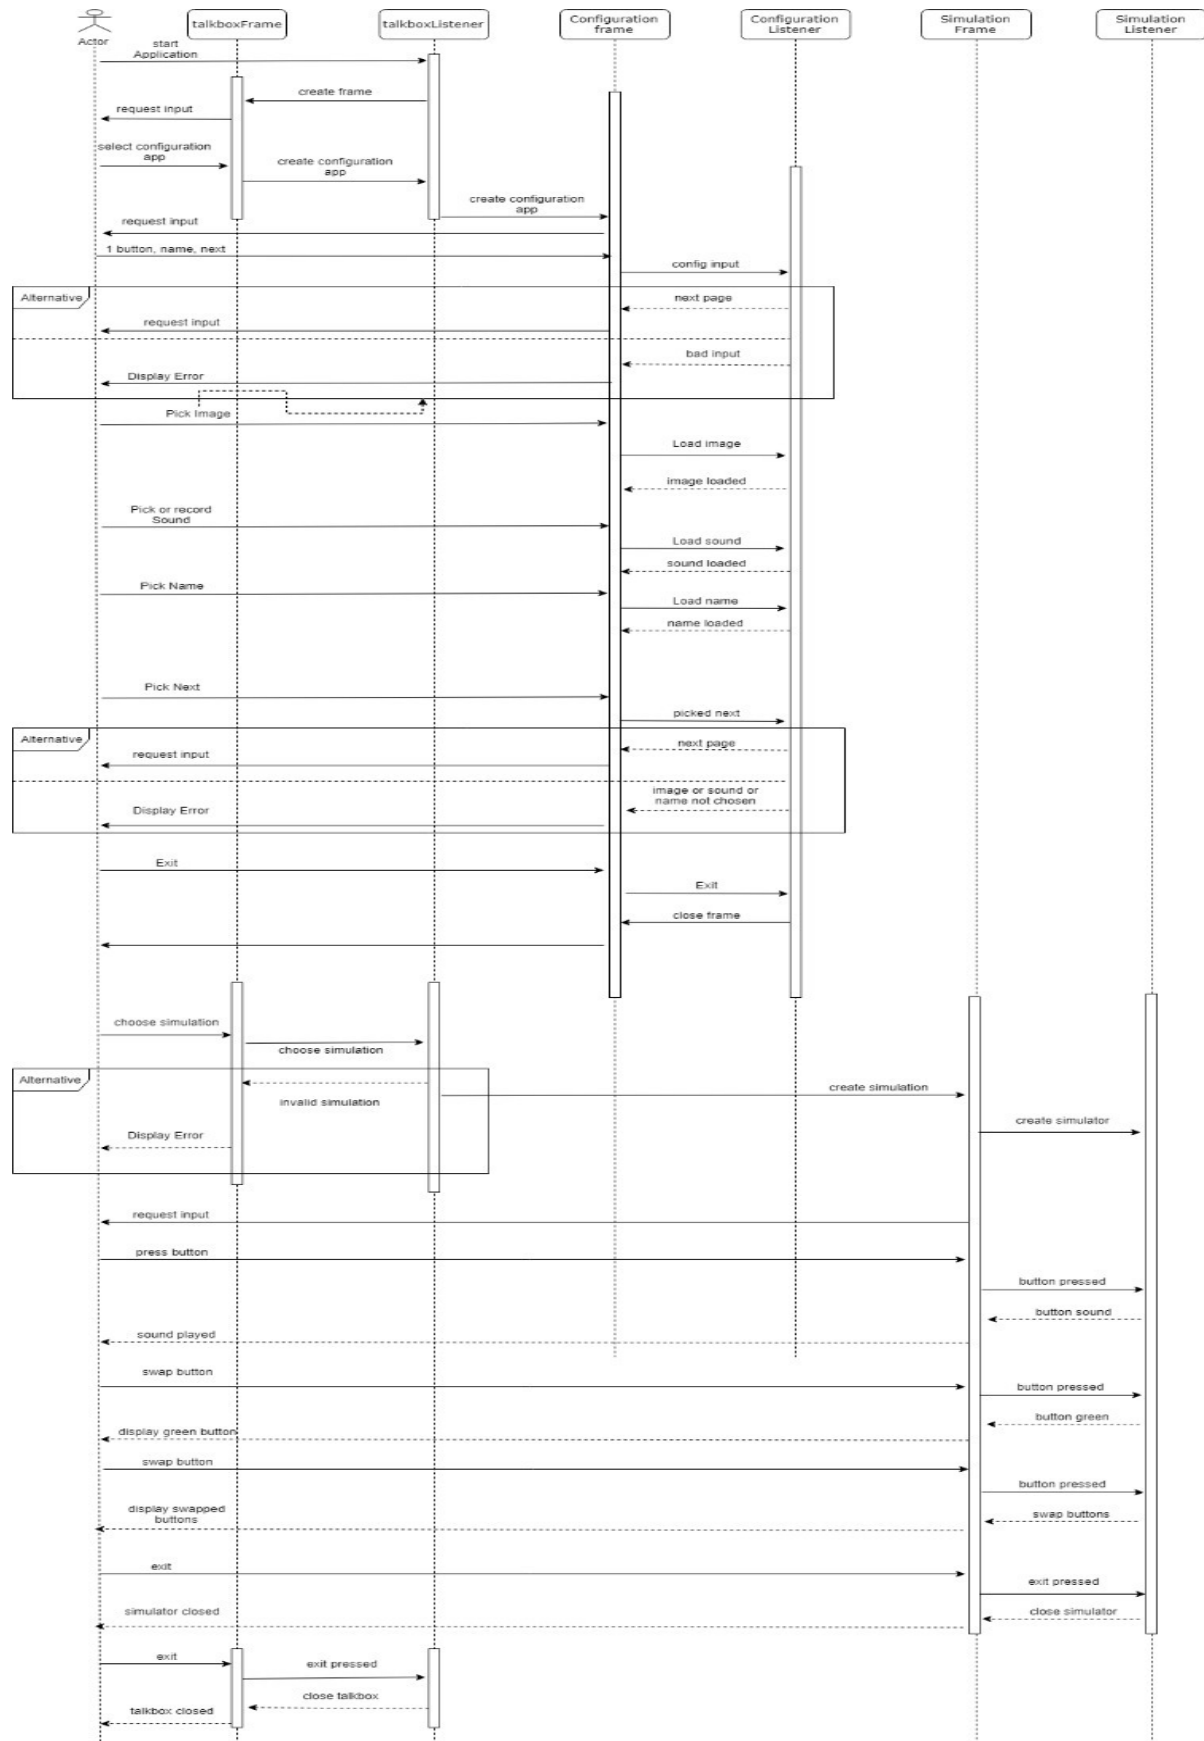 talkboxFrame
talkboxListener
Configuration
frame
Configuration
Listener
Simulation
Frame
Simulation
Listener
Actor
start
Application
create frame
request input
select configuration
app
create configuration
app
create configuration
app
request input
1 button, name, next
config input
Alternative
next page
request input
bad input
Display Error
Pick Image
Load image
image loaded
Pick or record
Sound
Load sound
sound loaded
Pick Name
Load name
name loaded
Pick Next
picked next
Alternative
next page
request input
image or sound or
name not chosen
Display Error
Exit
Exit
close frame
choose simulation
choose simulation
Alternative
create simulation
invalid simulation
create simulator
Display Error
request input
press button
button pressed
button sound
sound played
swap button
button pressed
button green
display green button
swap button
button pressed
display swapped
buttons
swap buttons
exit
exit pressed
simulator closed
close simulator
exit
exit pressed
close talkbox
talkbox closed